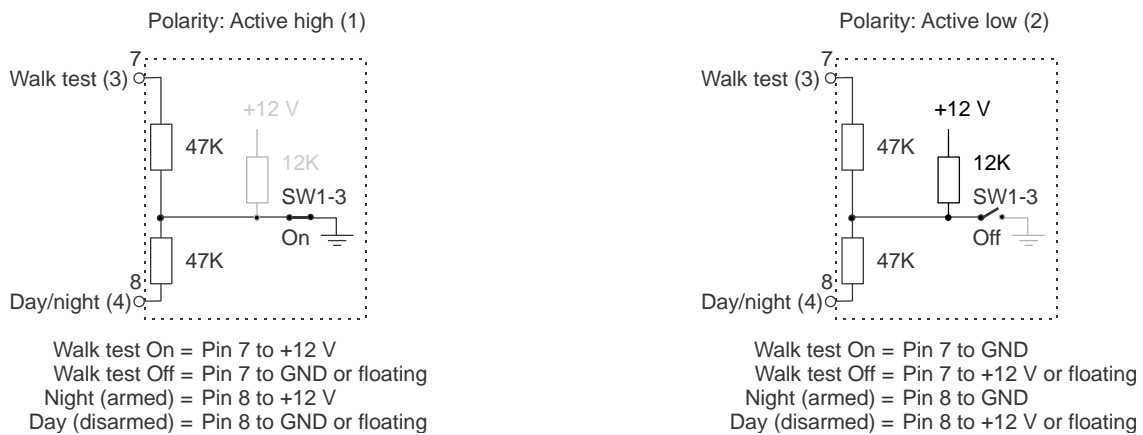 Polarity: Active high (1)
7
Walk test (3)
+12 V
47K
12K
SW1-3
On
47K
8
Day/night (4)
Walk test On = Pin 7 to +12 V
Walk test Off = Pin 7 to GND or floating
Night (armed) = Pin 8 to +12 V
Day (disarmed) = Pin 8 to GND or floating
Polarity: Active low (2)
7
Walk test (3)
+12 V
47K
12K
SW1-3
Off
47K
8
Day/night (4)
Walk test On = Pin 7 to GND
Walk test Off = Pin 7 to +12 V or floating
Night (armed) = Pin 8 to GND
Day (disarmed) = Pin 8 to +12 V or floating